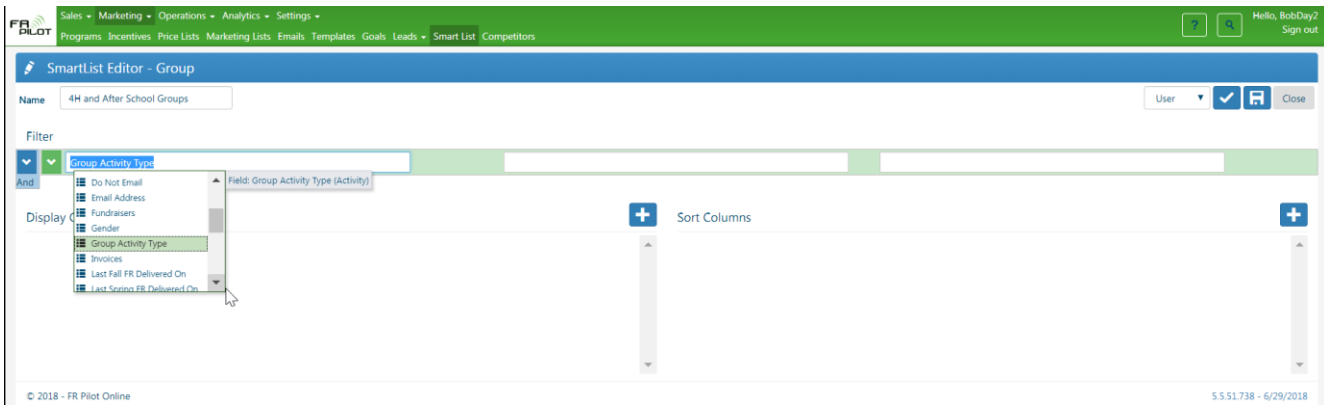 FR PILOT
Sales Marketing Operations Analytics Settings
Programs Incentives Price Lists Marketing Lists Emails Templates Goals Leads Smart List Competitors
?
Hello, BobDay2
Sign out
SmartList Editor - Group
Name 4H and After School Groups User Close
Filter
Group Activity Type
And
Field: Group Activity Type (Activity)
Do Not Email
Email Address
Fundraisers
Gender
Group Activity Type
Invoices
Last Fall FR Delivered On
Last Spring FR Delivered On
Display C
Sort Columns
© 2018 - FR Pilot Online 5.5.51.738 - 6/29/2018